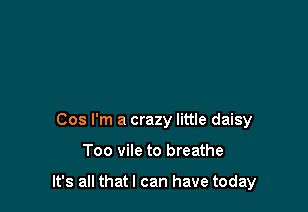 Cos I'm a crazy little daisy
Too vile to breathe
It's all that I can have today